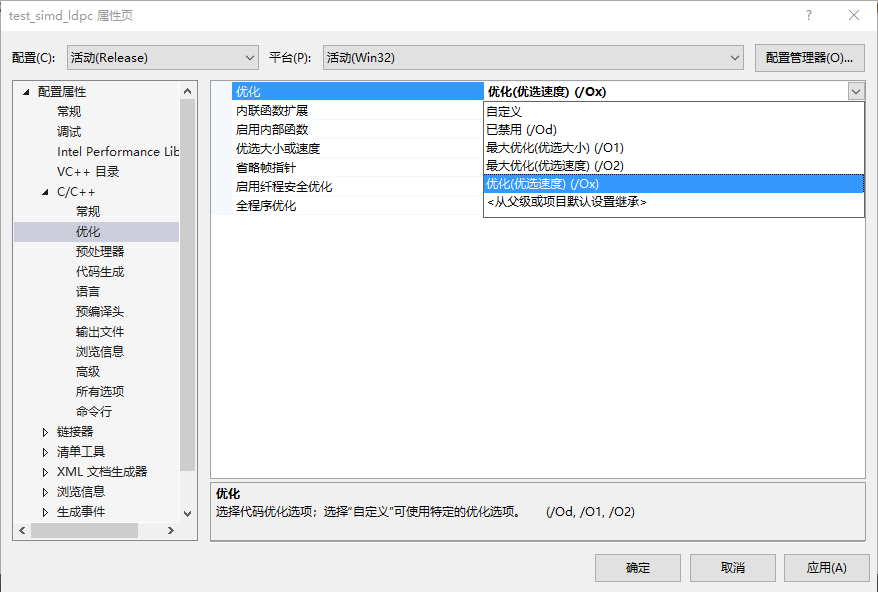 test_simd_ldpc 属性页
配置(C): 活动(Release) 平台(P): 活动(Win32) 配置管理器(O)...
配置属性
常规
调试
Intel Performance Lib
VC++ 目录
C/C++
常规
优化
预处理器
代码生成
语言
预编译头
输出文件
浏览信息
高级
所有选项
命令行
链接器
清单工具
XML 文档生成器
浏览信息
生成事件
优化 优化(优选速度) (/Ox)
内联函数扩展
启用内部函数
优选大小或速度
省略帧指针
启用纤程安全优化
全程序优化
自定义
已禁用 (/Od)
最大优化(优选大小) (/O1)
最大优化(优选速度) (/O2)
优化(优选速度) (/Ox)
<从父级或项目默认设置继承>
优化
选择代码优化选项；选择“自定义”可使用特定的优化选项。 (/Od, /O1, /O2)
确定 取消 应用(A)